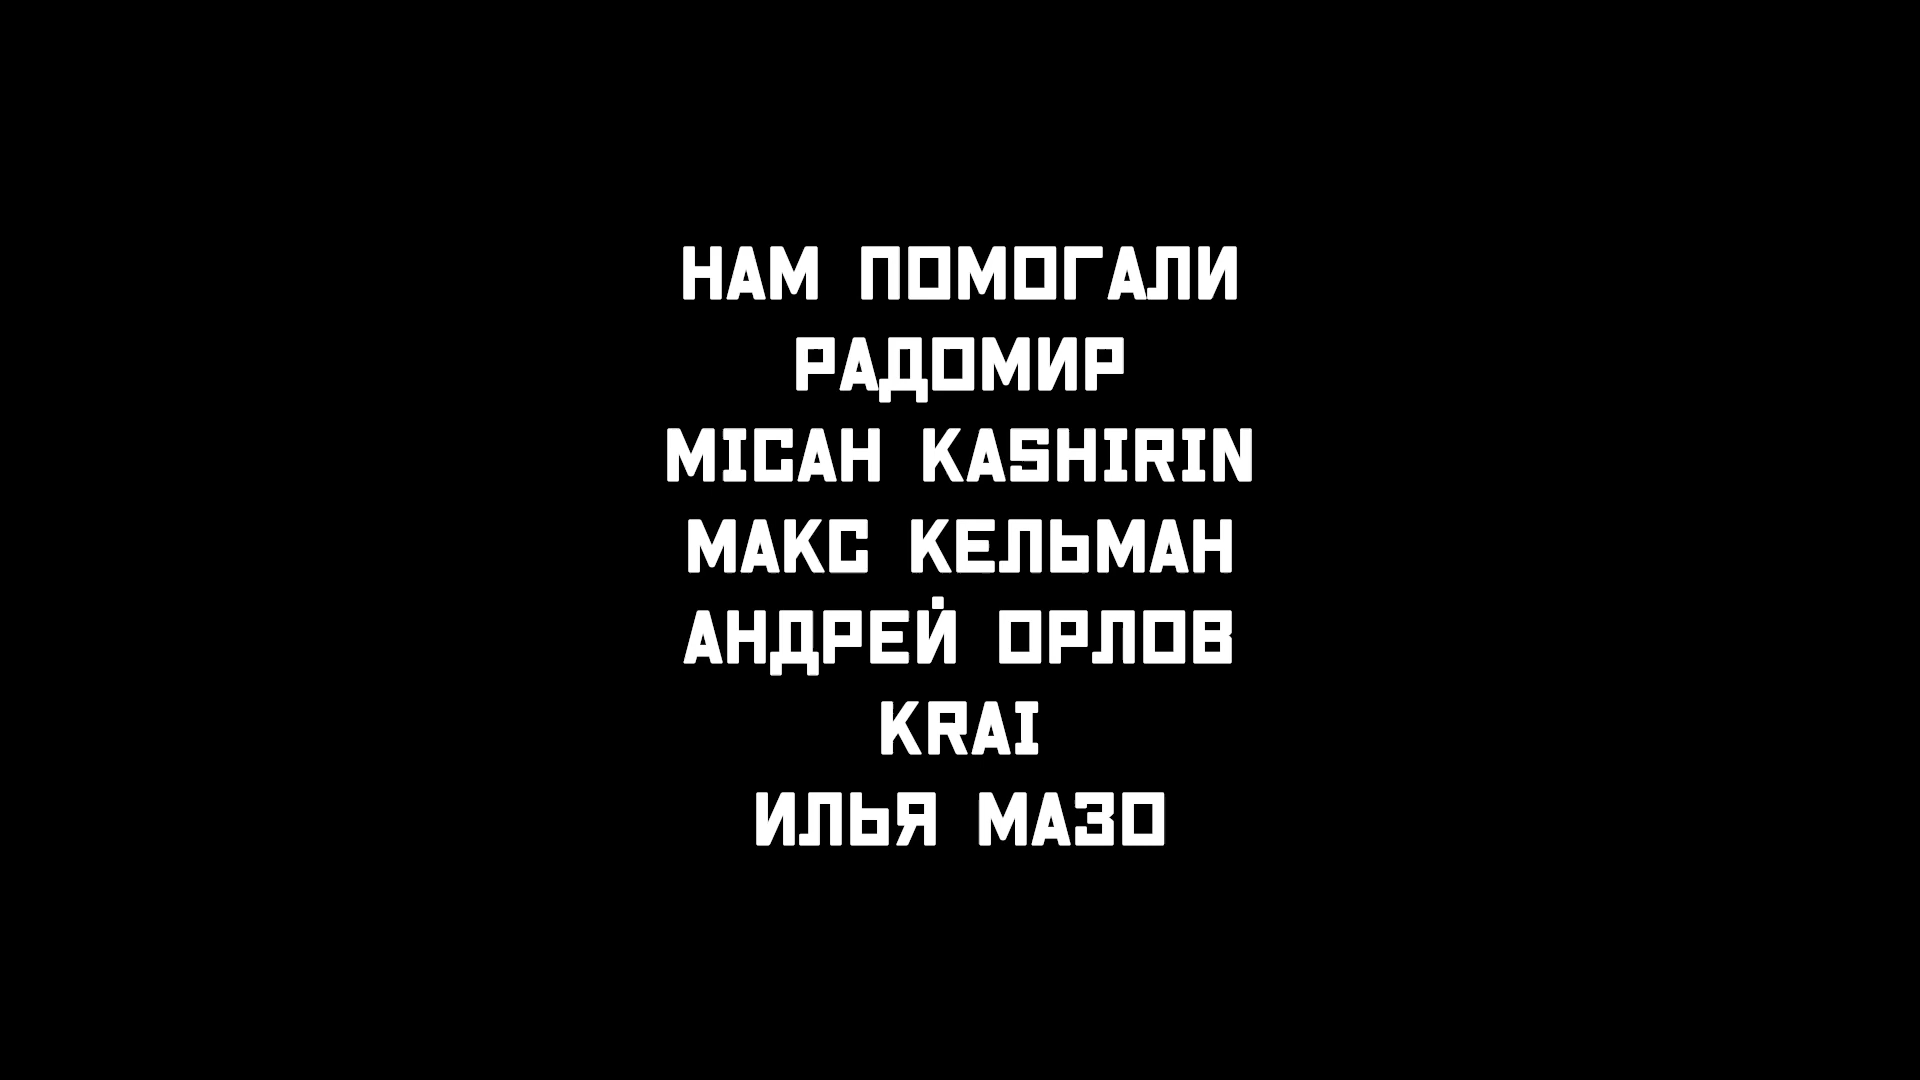 НАМ ПОМОГАЛИ
РАДОМИР
MICAH KASHIRIN
МАКС КЕЛЬМАН
АНДРЕЙ ОРЛОВ
KRAI
ИЛЬЯ МАЗО